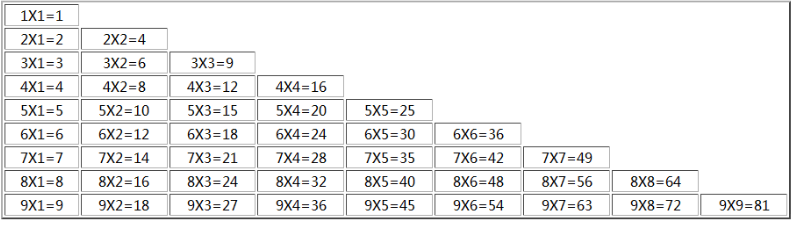 1X1=1
2X1=2 2X2=4
3X1=3 3X2=6 3X3=9
4X1=4 4X2=8 4X3=12 4X4=16
5X1=5 5X2=10 5X3=15 5X4=20 5X5=25
6X1=6 6X2=12 6X3=18 6X4=24 6X5=30 6X6=36
7X1=7 7X2=14 7X3=21 7X4=28 7X5=35 7X6=42 7X7=49
8X1=8 8X2=16 8X3=24 8X4=32 8X5=40 8X6=48 8X7=56 8X8=64
9X1=9 9X2=18 9X3=27 9X4=36 9X5=45 9X6=54 9X7=63 9X8=72 9X9=81